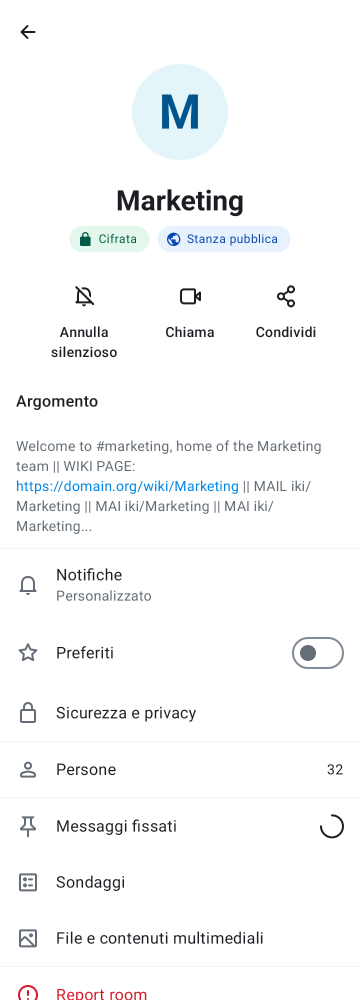 M
Marketing
Cifrata
Stanza pubblica
Annulla
silenzioso
Chiama
Condividi
Argomento
Welcome to #marketing, home of the Marketing
team || WIKI PAGE:
https://domain.org/wiki/Marketing || MAIL iki/
Marketing || MAI iki/Marketing || MAI iki/
Marketing...
Notifiche
Personalizzato
Preferiti
Sicurezza e privacy
Persone 32
Messaggi fissati
Sondaggi
File e contenuti multimediali
Report room